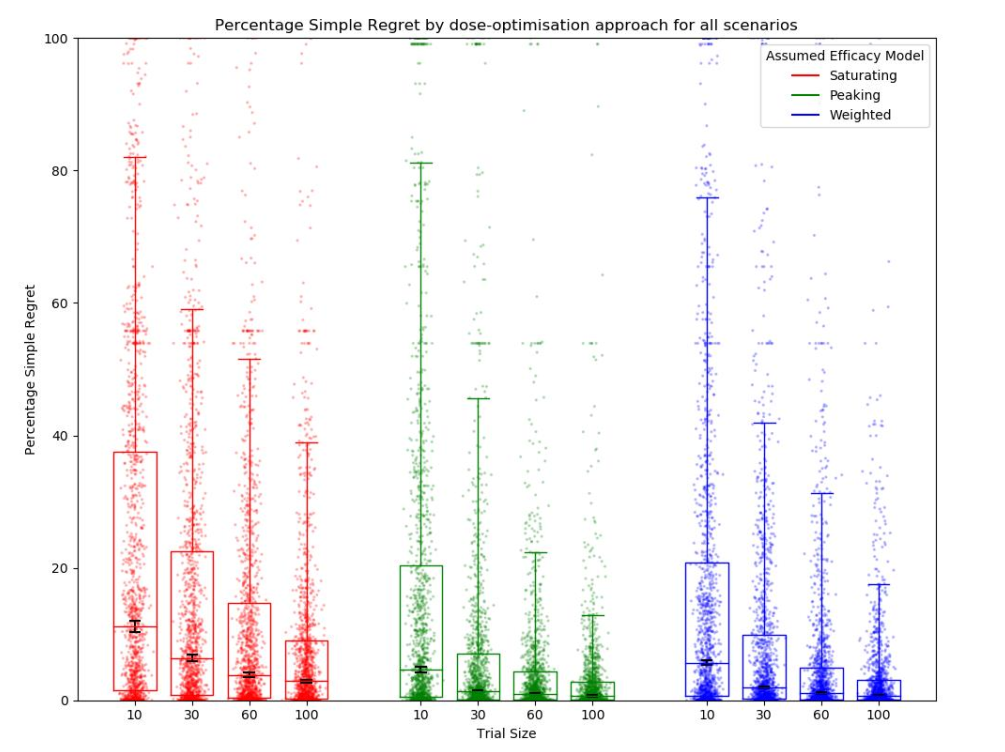 Percentage Simple Regret by dose-optimisation approach for all scenarios
100
80
60
40
20
0
Percentage Simple Regret
Assumed Efficacy Model
Saturating
Peaking
Weighted
10 30 60 100 10 30 60 100 10 30 60 100
Trial Size